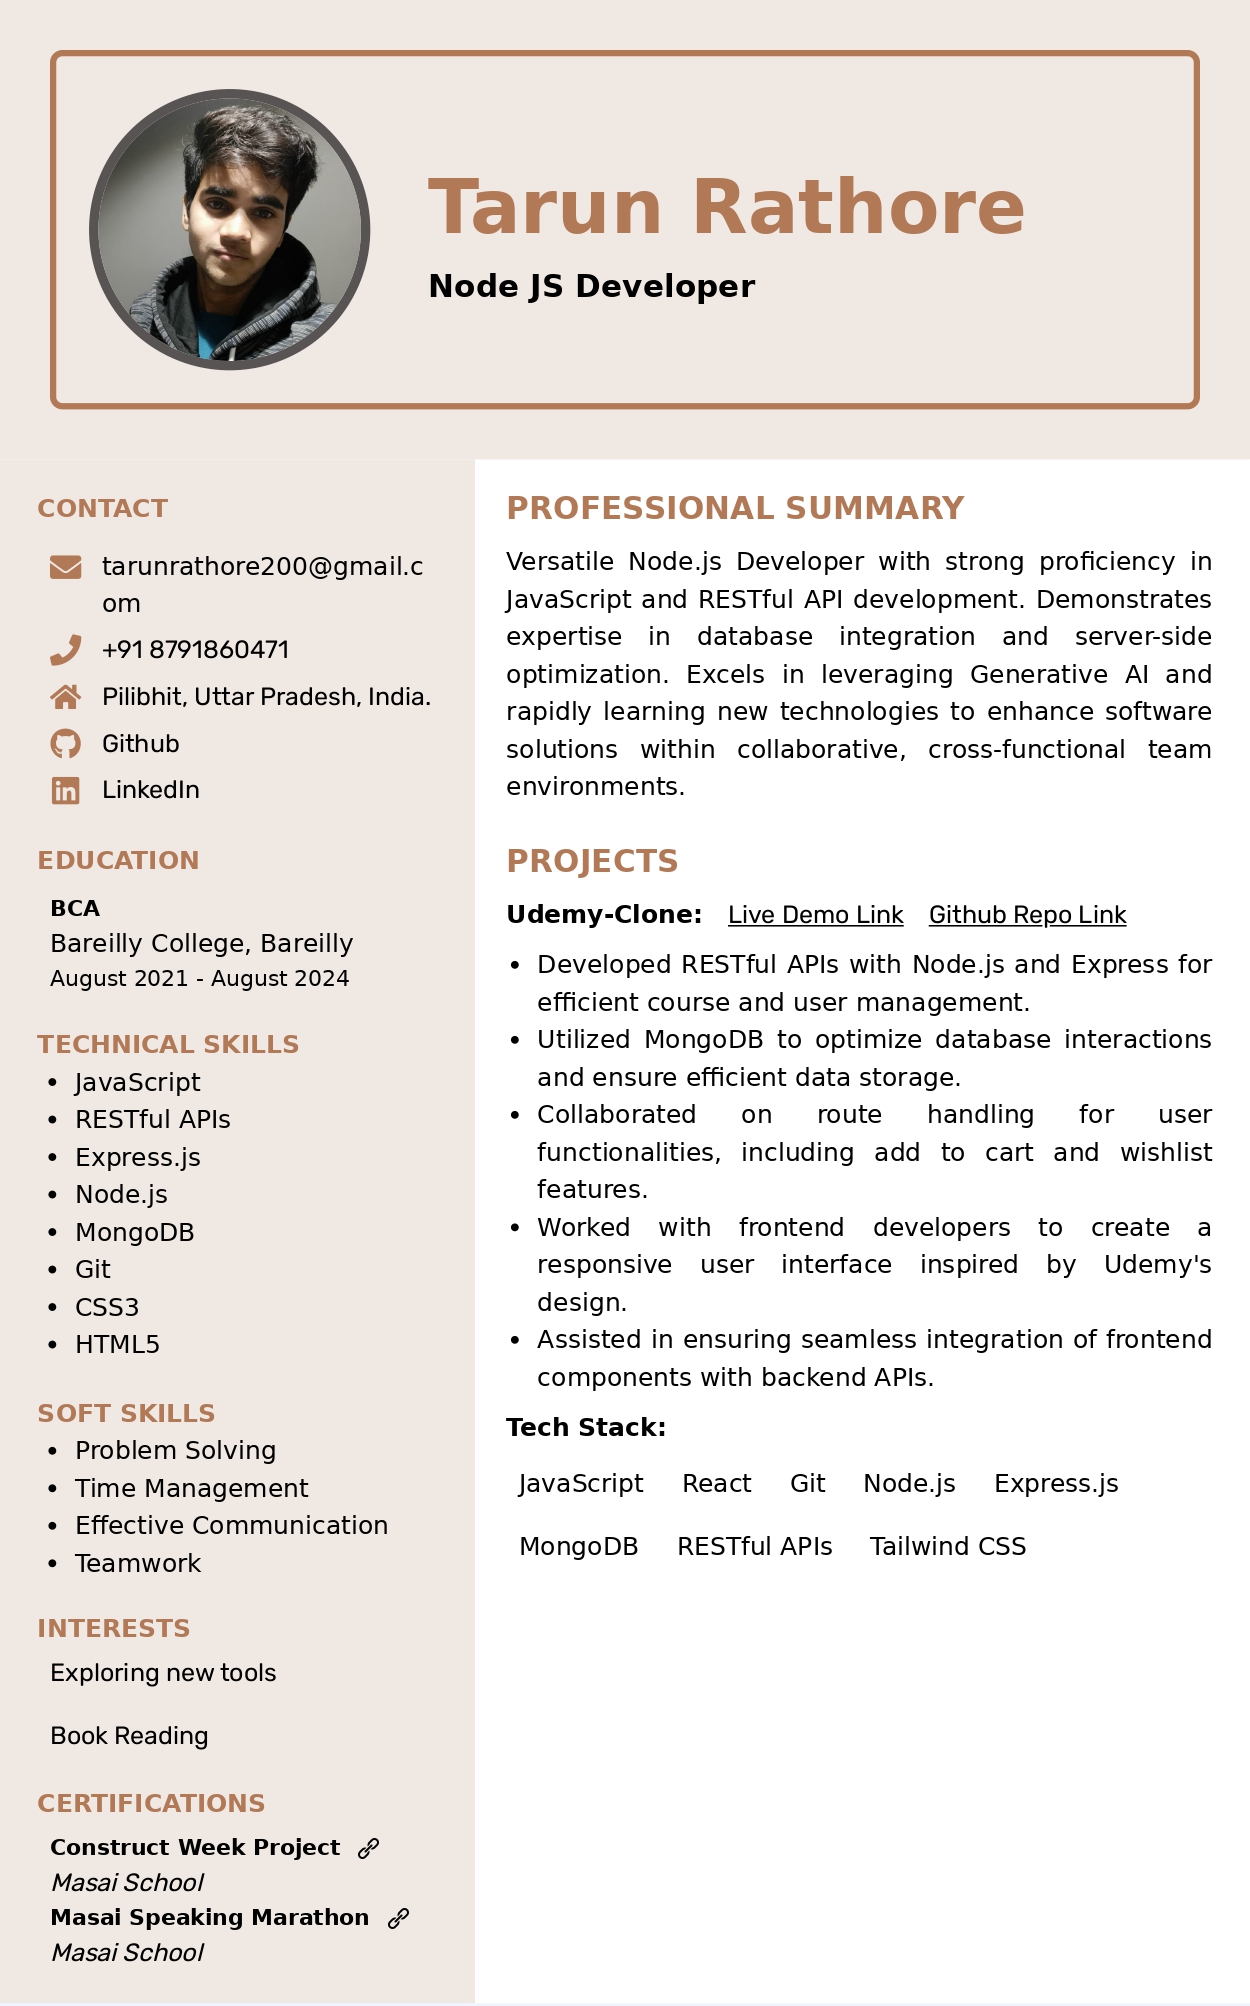 Tarun Rathore
Node JS Developer
CONTACT
tarunrathore200@gmail.c
om
+91 8791860471
Pilibhit, Uttar Pradesh, India.
Github
LinkedIn
EDUCATION
BCA
Bareilly College, Bareilly
August 2021 - August 2024
TECHNICAL SKILLS
• JavaScript
• RESTful APIs
• Express.js
• Node.js
• MongoDB
• Git
• CSS3
• HTML5
SOFT SKILLS
• Problem Solving
• Time Management
• Effective Communication
• Teamwork
INTERESTS
Exploring new tools
Book Reading
CERTIFICATIONS
Construct Week Project
Masai School
Masai Speaking Marathon
Masai School
PROFESSIONAL SUMMARY
Versatile Node.js Developer with strong proficiency in
JavaScript and RESTful API development. Demonstrates
expertise in database integration and server-side
optimization. Excels in leveraging Generative AI and
rapidly learning new technologies to enhance software
solutions within collaborative, cross-functional team
environments.
PROJECTS
Udemy-Clone: Live Demo Link Github Repo Link
• Developed RESTful APIs with Node.js and Express for
efficient course and user management.
• Utilized MongoDB to optimize database interactions
and ensure efficient data storage.
• Collaborated on route handling for user
functionalities, including add to cart and wishlist
features.
• Worked with frontend developers to create a
responsive user interface inspired by Udemy's
design.
• Assisted in ensuring seamless integration of frontend
components with backend APIs.
Tech Stack:
JavaScript React Git Node.js Express.js
MongoDB RESTful APIs Tailwind CSS